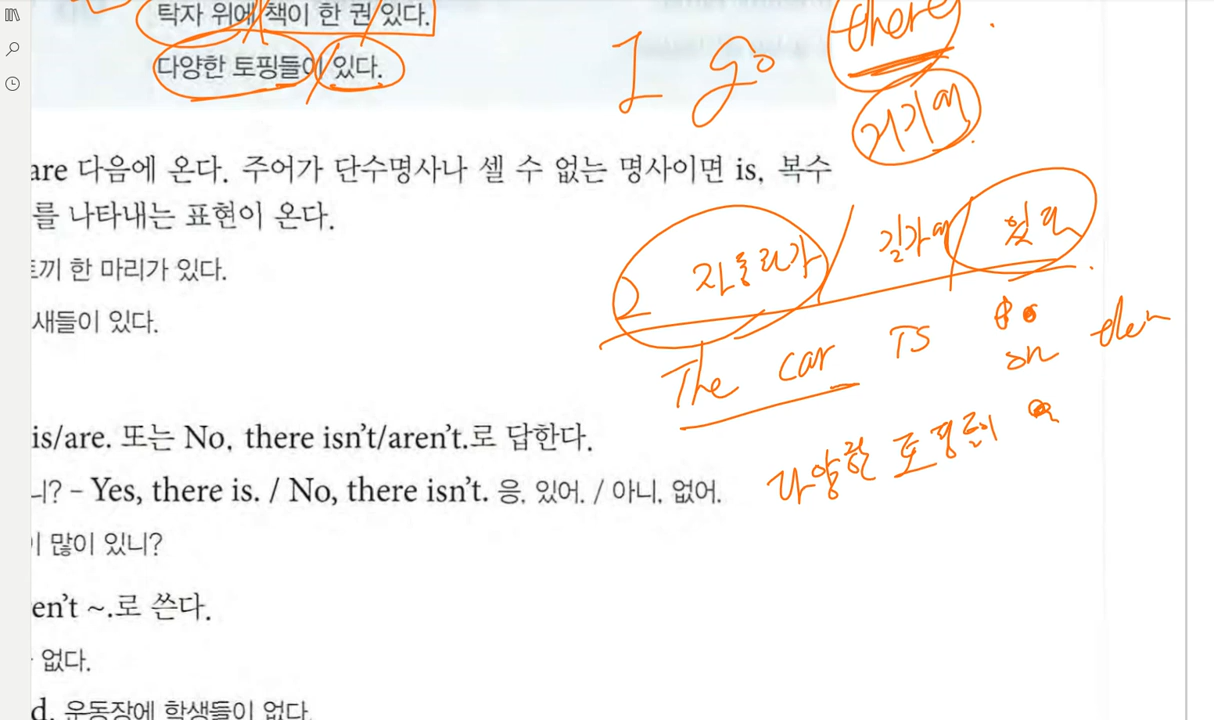 탁자 위에 책이 한 권 있다.
다양한 토핑들이 있다.
I go there
거기에
are 다음에 온다. 주어가 단수명사나 셀 수 없는 명사이면 is, 복수
를 나타내는 표현이 온다.
끼 한 마리가 있다.
새들이 있다.
길가에 있다.
The car is on
is/are. 또는 No, there isn't/aren't.로 답한다.
니? – Yes, there is. / No, there isn't. 응, 있어. / 아니, 없어.
다양한 토핑들이
이 많이 있니?
en't ~.로 쓴다.
없다.
d. 운동장에 학생들이 없다.